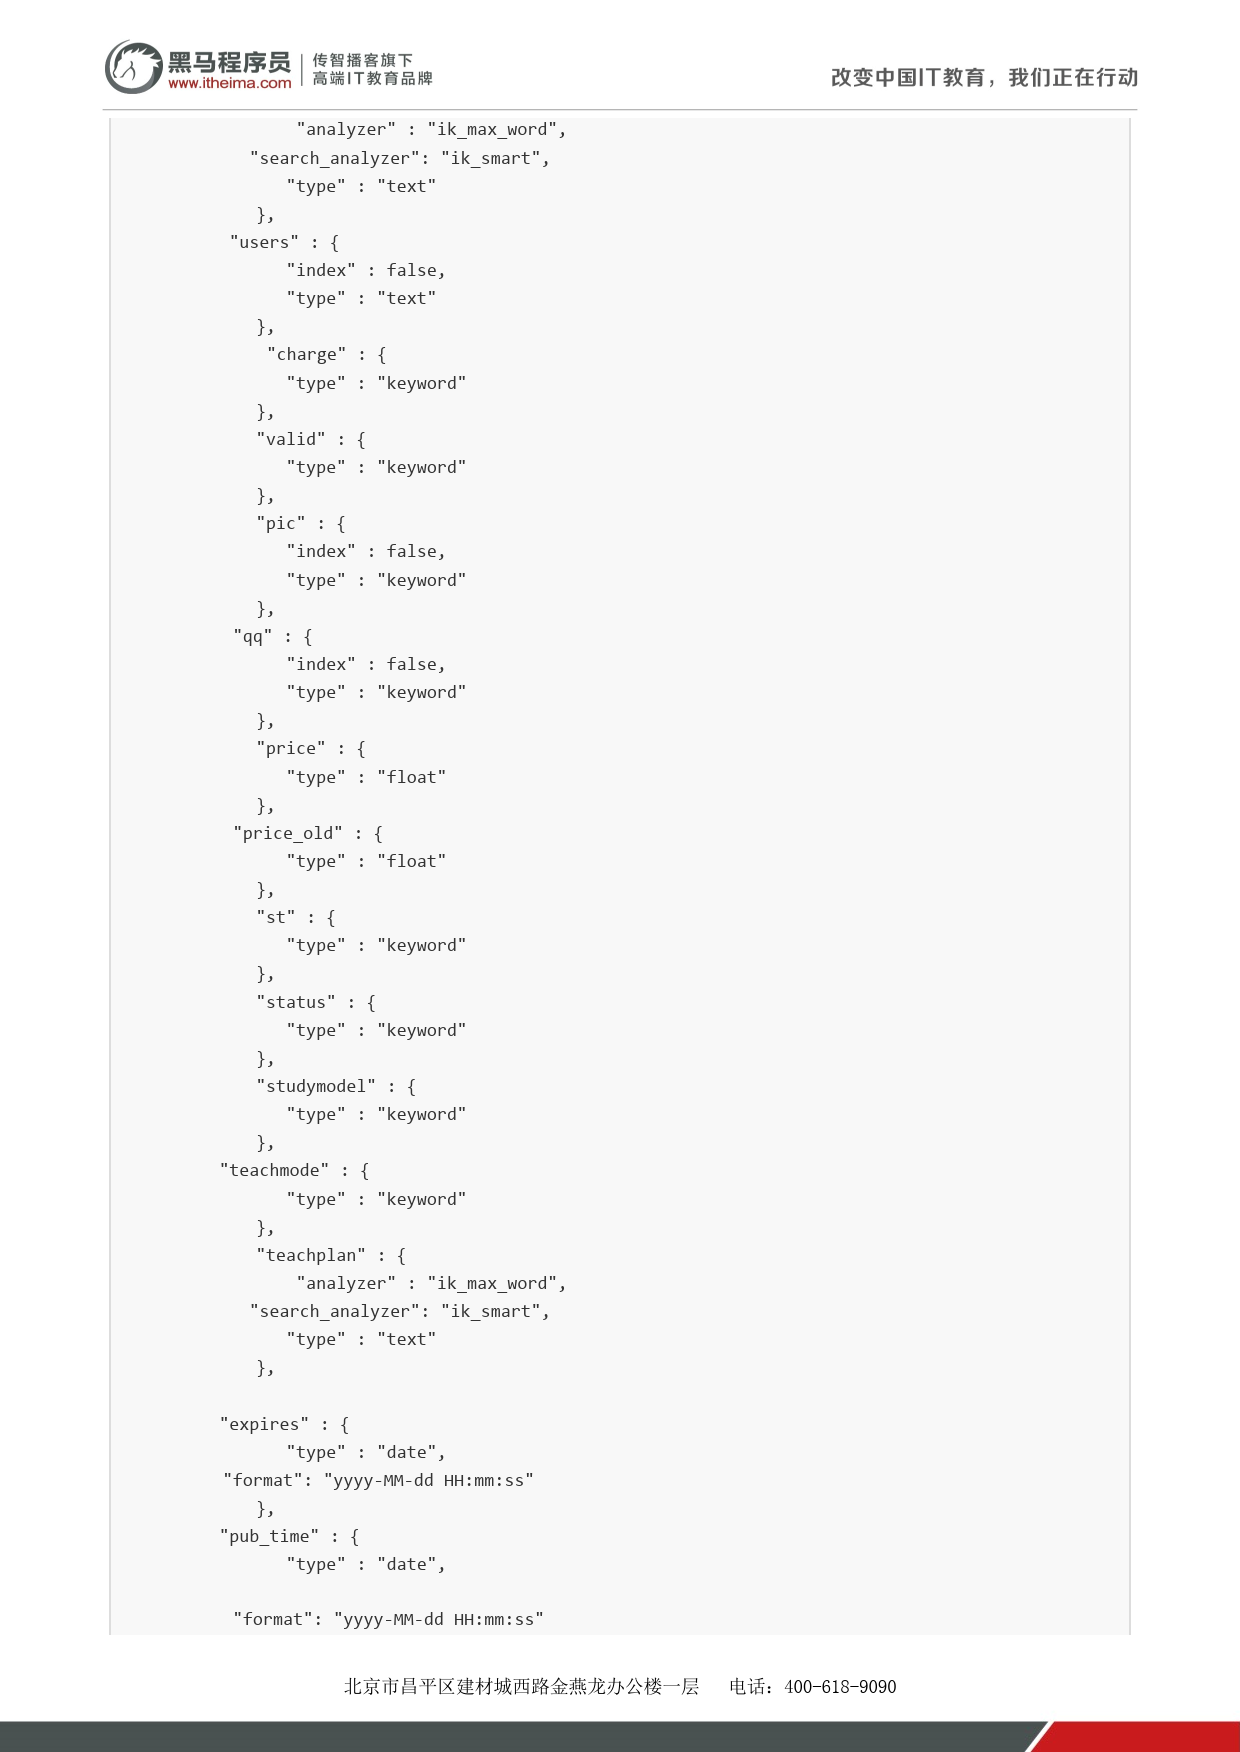 黑马程序员
www.itheima.com
传智播客旗下
高端IT教育品牌
改变中国IT教育，我们正在行动
"analyzer" : "ik_max_word",
"search_analyzer": "ik_smart",
"type" : "text"
},
"users" : {
"index" : false,
"type" : "text"
},
"charge" : {
"type" : "keyword"
},
"valid" : {
"type" : "keyword"
},
"pic" : {
"index" : false,
"type" : "keyword"
},
"qq" : {
"index" : false,
"type" : "keyword"
},
"price" : {
"type" : "float"
},
"price_old" : {
"type" : "float"
},
"st" : {
"type" : "keyword"
},
"status" : {
"type" : "keyword"
},
"studymodel" : {
"type" : "keyword"
},
"teachmode" : {
"type" : "keyword"
},
"teachplan" : {
"analyzer" : "ik_max_word",
"search_analyzer": "ik_smart",
"type" : "text"
},
"expires" : {
"type" : "date",
"format": "yyyy-MM-dd HH:mm:ss"
},
"pub_time" : {
"type" : "date",
"format": "yyyy-MM-dd HH:mm:ss"
北京市昌平区建材城西路金燕龙办公楼一层 电话：400-618-9090